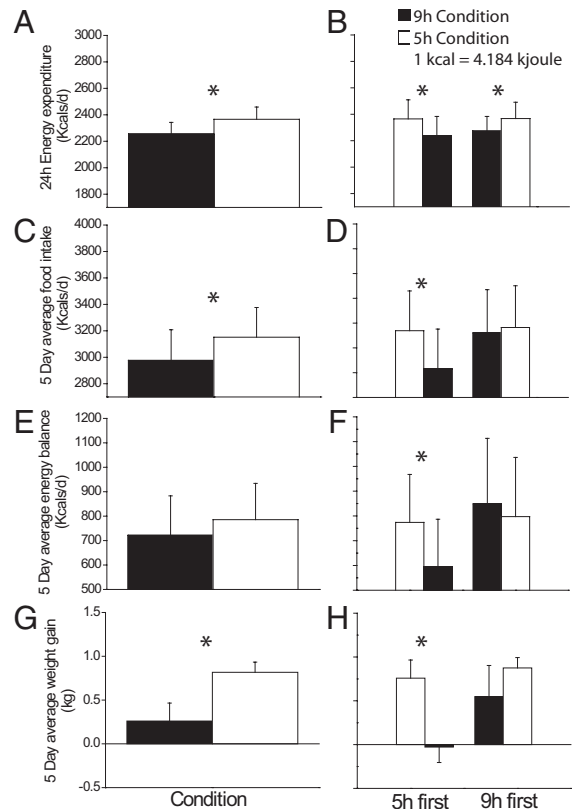 A
B
9h Condition
5h Condition
1 kcal = 4.184 kjoule
24h Energy expenditure
(Kcals/d)
3000
2800
2600
2400
2200
2000
1800
*
* *
C
D
5 Day average food intake
(Kcals/d)
4000
3800
3600
3400
3200
3000
2800
*
*
E
F
5 Day average energy balance
(Kcals/d)
1200
1100
1000
900
800
700
600
500
*
G
H
5 Day average weight gain
(kg)
1.5
1.0
0.5
0.0
-0.5
*
*
Condition
5h first 9h first